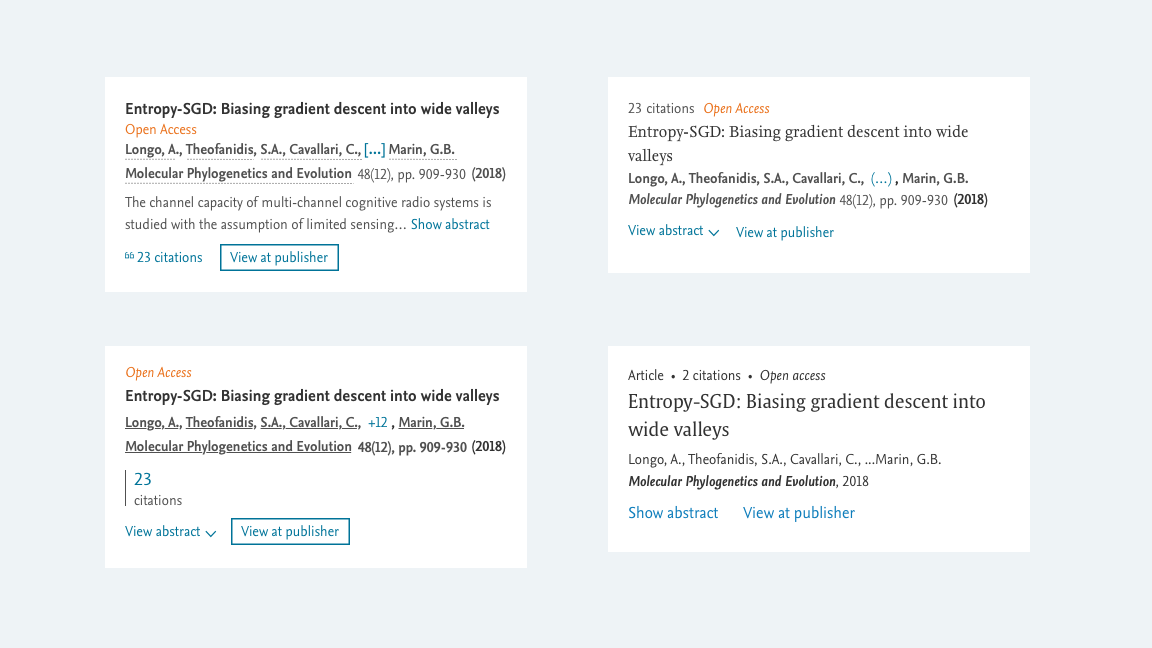 Entropy-SGD: Biasing gradient descent into wide valleys
Open Access
Longo, A., Theofanidis, S.A., Cavallari, C., [...] Marin, G.B.
Molecular Phylogenetics and Evolution 48(12), pp. 909-930 (2018)
The channel capacity of multi-channel cognitive radio systems is
studied with the assumption of limited sensing... Show abstract
23 citations View at publisher
23 citations Open Access
Entropy-SGD: Biasing gradient descent into wide
valleys
Longo, A., Theofanidis, S.A., Cavallari, C., (...) , Marin, G.B.
Molecular Phylogenetics and Evolution 48(12), pp. 909-930 (2018)
View abstract View at publisher
Open Access
Entropy-SGD: Biasing gradient descent into wide valleys
Longo, A., Theofanidis, S.A., Cavallari, C., +12 , Marin, G.B.
Molecular Phylogenetics and Evolution 48(12), pp. 909-930 (2018)
23
citations
View abstract View at publisher
Article • 2 citations • Open access
Entropy-SGD: Biasing gradient descent into
wide valleys
Longo, A., Theofanidis, S.A., Cavallari, C., ...Marin, G.B.
Molecular Phylogenetics and Evolution, 2018
Show abstract View at publisher